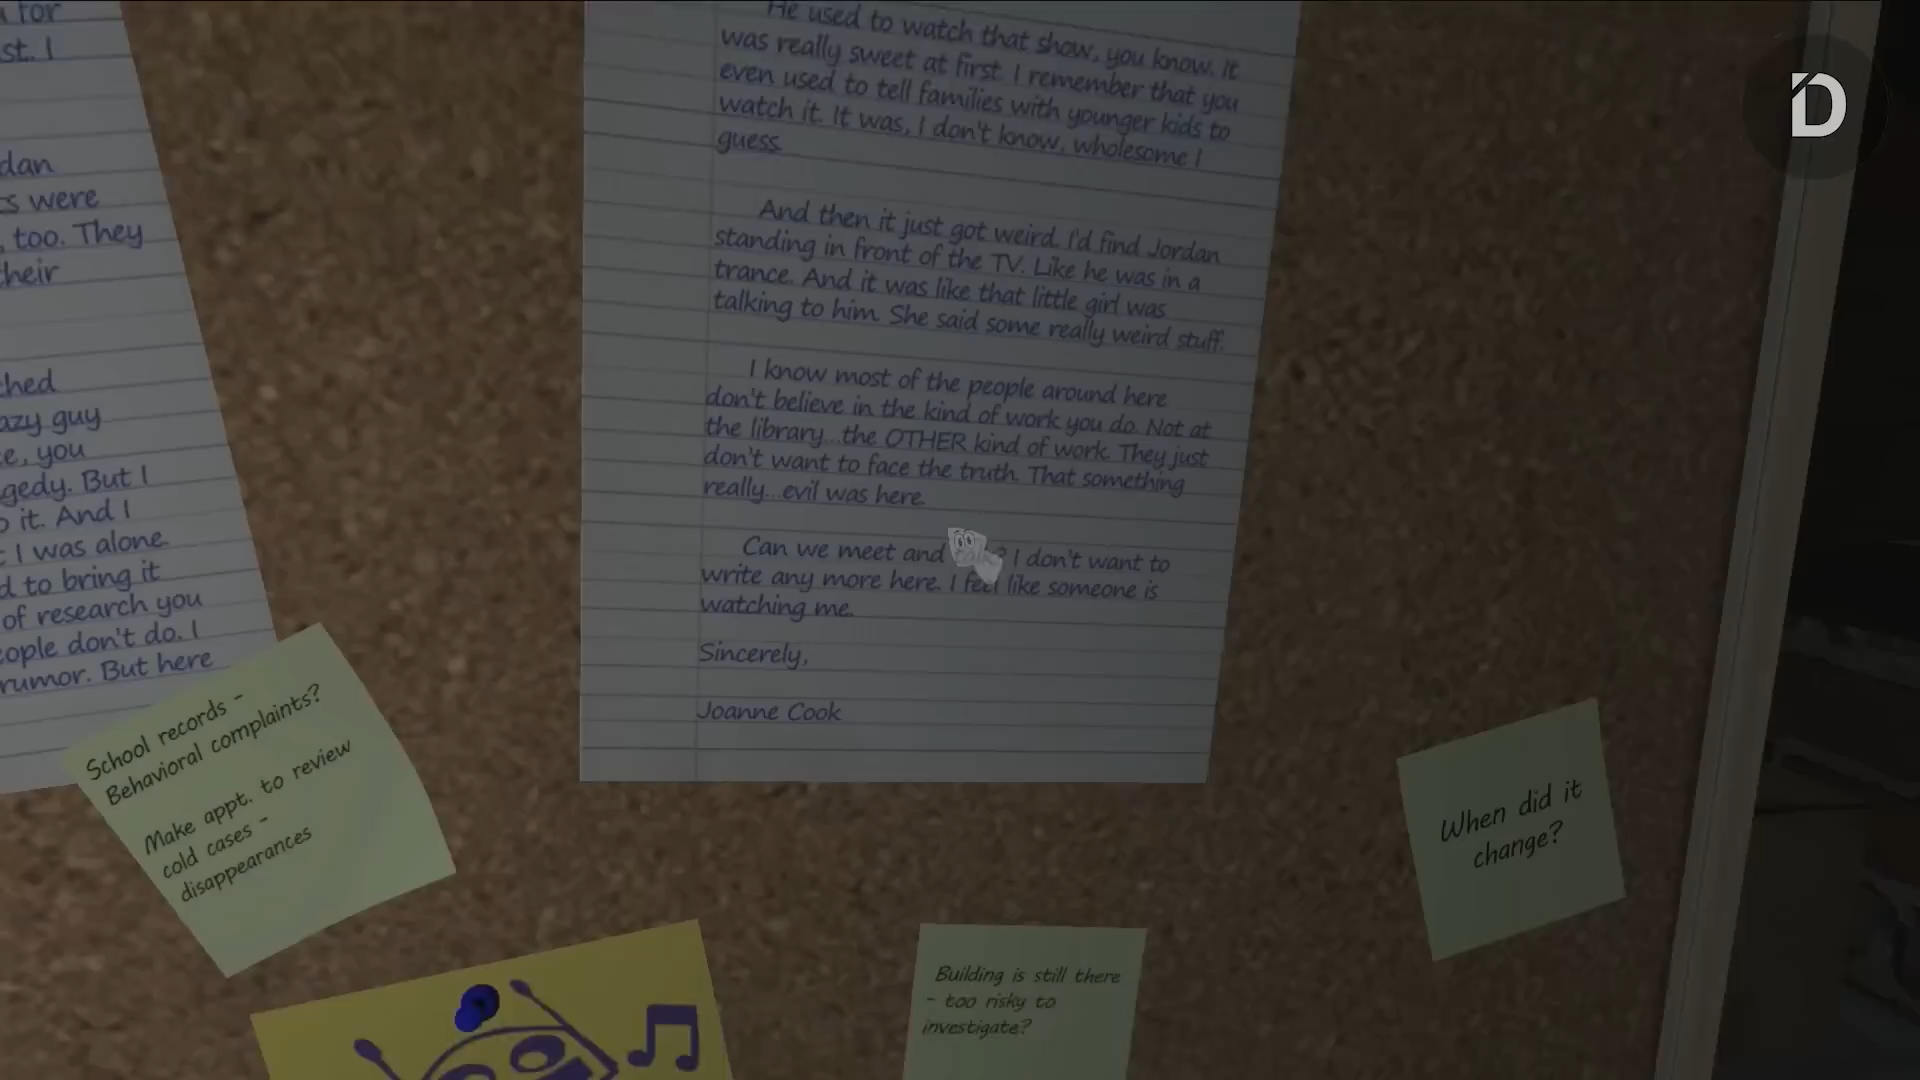 n for
st. I
dan
s were
, too. They
heir
ched
azy guy
e, you
gedy. But I
o it. And I
t I was alone
d to bring it
of research you
eople don't do. I
rumor. But here
He used to watch that show, you know. It
was really sweet at first. I remember that you
even used to tell families with younger kids to
watch it. It was, I don't know, wholesome I
guess.
And then it just got weird. I'd find Jordan
standing in front of the TV. Like he was in a
trance. And it was like that little girl was
talking to him. She said some really weird stuff.
I know most of the people around here
don't believe in the kind of work you do. Not at
the library...the OTHER kind of work. They just
don't want to face the truth. That something
really...evil was here.
Can we meet and ? I don't want to
write any more here. I feel like someone is
watching me.
Sincerely,
Joanne Cook
School records -
Behavioral complaints?
Make appt. to review
cold cases -
disappearances
Building is still there
- too risky to
investigate?
When did it
change?
D